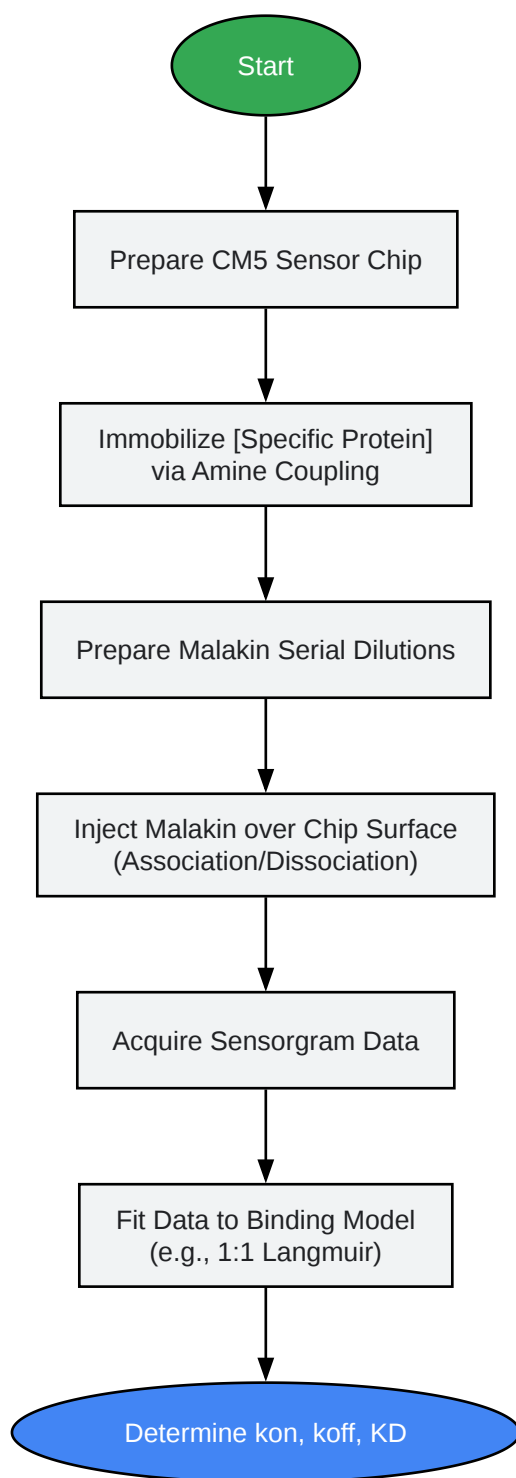 Start
Prepare CM5 Sensor Chip
Immobilize [Specific Protein]
via Amine Coupling
Prepare Malakin Serial Dilutions
Inject Malakin over Chip Surface
(Association/Dissociation)
Acquire Sensorgram Data
Fit Data to Binding Model
(e.g., 1:1 Langmuir)
Determine kon, koff, KD